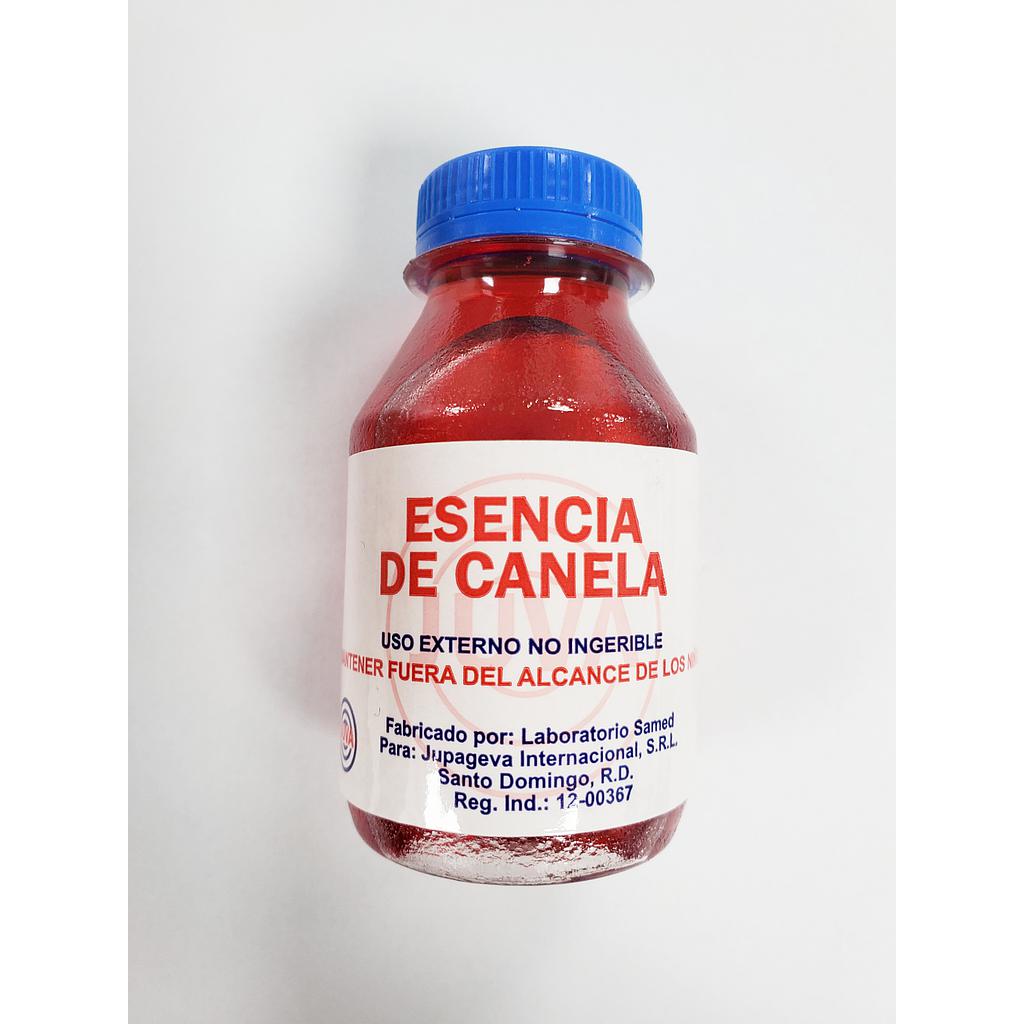 ESENCIA
DE CANELA
USO EXTERNO NO INGERIBLE
FUERA DEL ALCANCE DE LOS
Fabricado por: Laboratorio Samed
Para: Jupageva Internacional, S.R.L.
Santo Domingo, R.D.
Reg. Ind.: 12-00367
JUVA